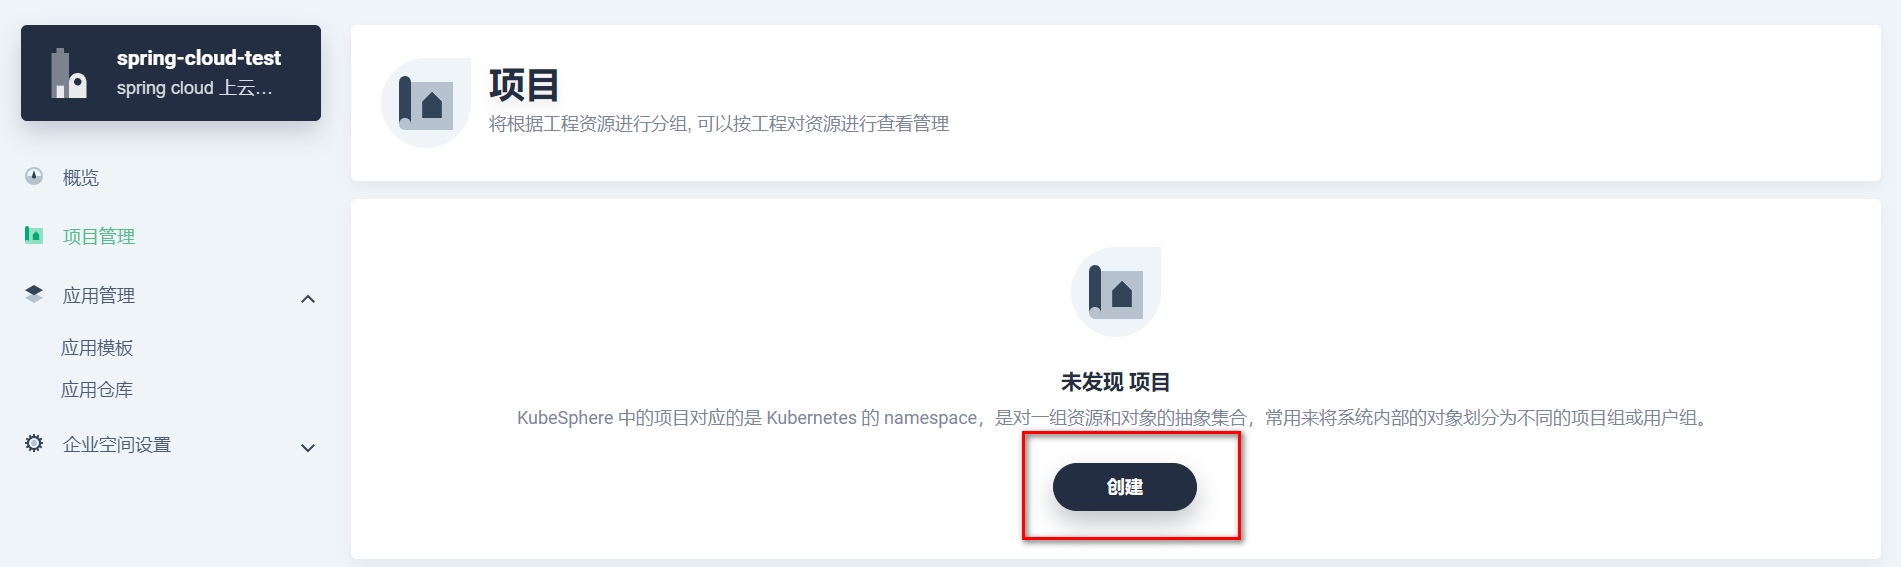 spring-cloud-test
spring cloud 上云...
概览
项目管理
应用管理
应用模板
应用仓库
企业空间设置
项目
将根据工程资源进行分组, 可以按工程对资源进行查看管理
未发现 项目
KubeSphere 中的项目对应的是 Kubernetes 的 namespace，是对一组资源和对象的抽象集合，常用来将系统内部的对象划分为不同的项目组或用户组。
创建